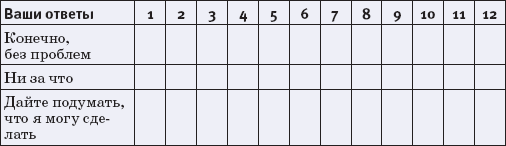 Ваши ответы 1 2 3 4 5 6 7 8 9 10 11 12
Конечно,
без проблем
Ни за что
Дайте подумать,
что я могу сде-
лать